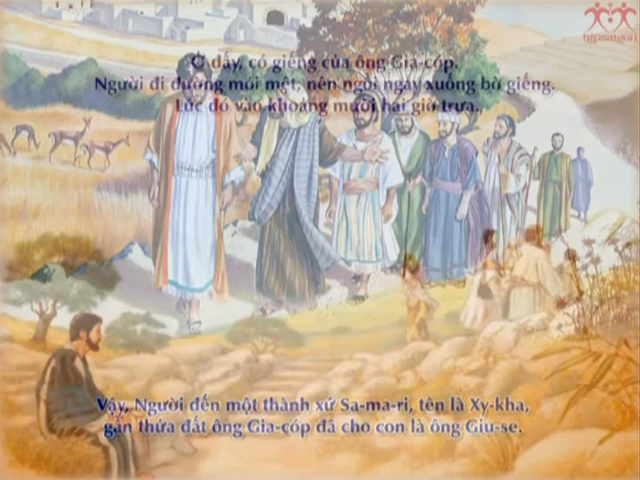 tgpsaigon
Ở đấy, có giếng của ông Gia-cóp.
Người đi đường mỏi mệt, nên ngồi ngay xuống bờ giếng.
Lúc đó vào khoảng mười hai giờ trưa.
Vậy, Người đến một thành xứ Sa-ma-ri, tên là Xy-kha,
gần thửa đất ông Gia-cóp đã cho con là ông Giu-se.